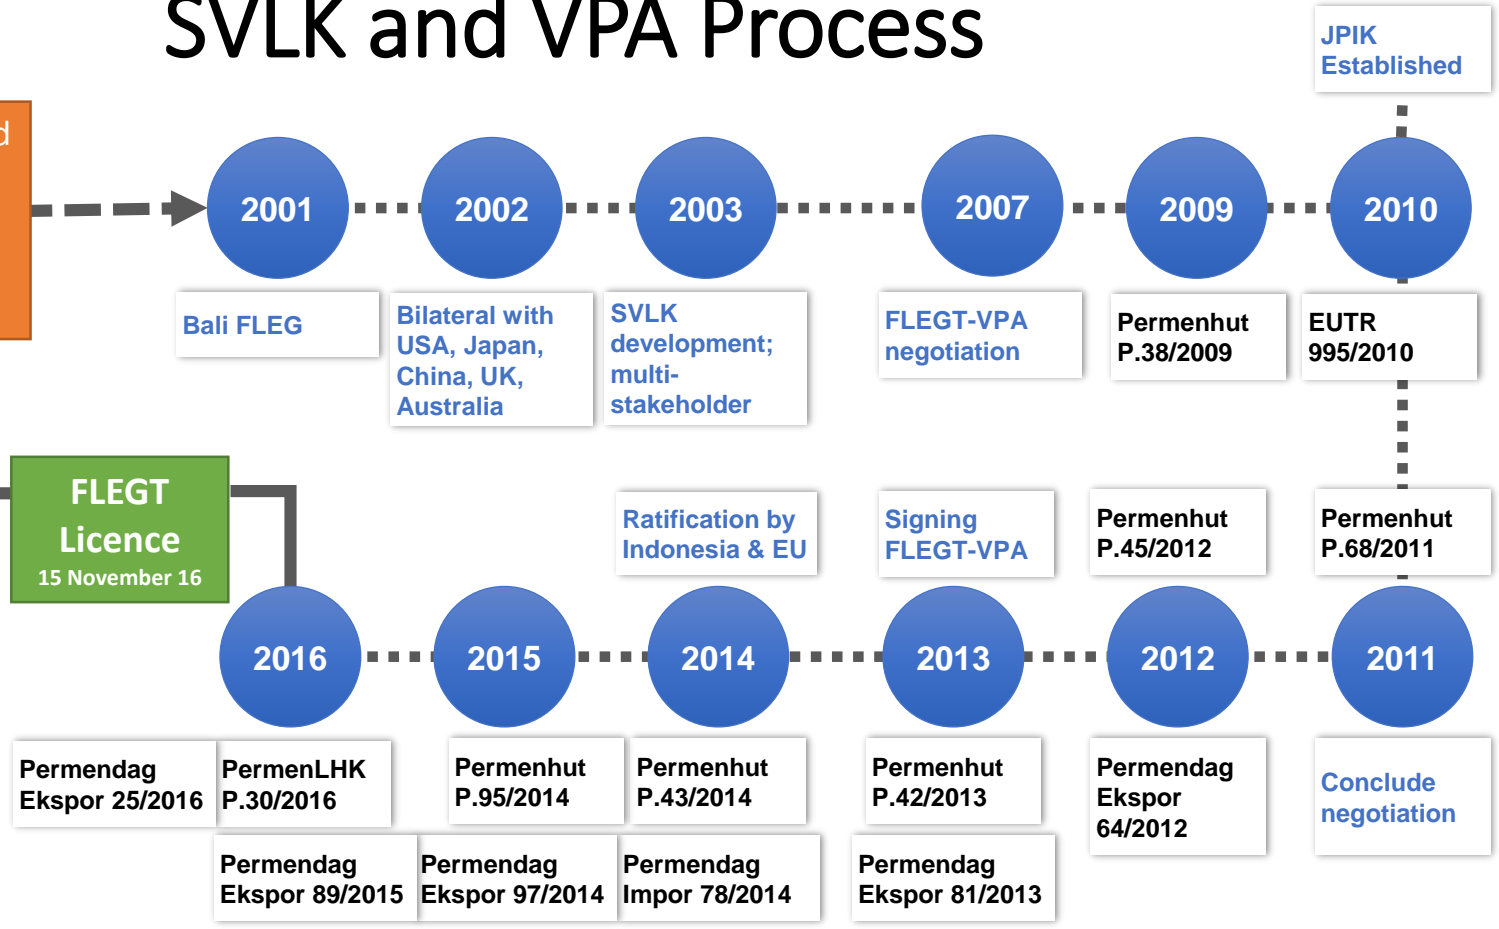 SVLK and VPA Process
JPIK
Established
2001
2002
2003
2007
2009
2010
Bali FLEG
Bilateral with
USA, Japan,
China, UK,
Australia
SVLK
development;
multi-
stakeholder
FLEGT-VPA
negotiation
Permenhut
P.38/2009
EUTR
995/2010
FLEGT
Licence
15 November 16
Ratification by
Indonesia & EU
Signing
FLEGT-VPA
Permenhut
P.45/2012
Permenhut
P.68/2011
2016
2015
2014
2013
2012
2011
Permendag
Ekspor 25/2016
PermenLHK
P.30/2016
Permenhut
P.95/2014
Permenhut
P.43/2014
Permenhut
P.42/2013
Permendag
Ekspor
64/2012
Conclude
negotiation
Permendag
Ekspor 89/2015
Permendag
Ekspor 97/2014
Permendag
Impor 78/2014
Permendag
Ekspor 81/2013